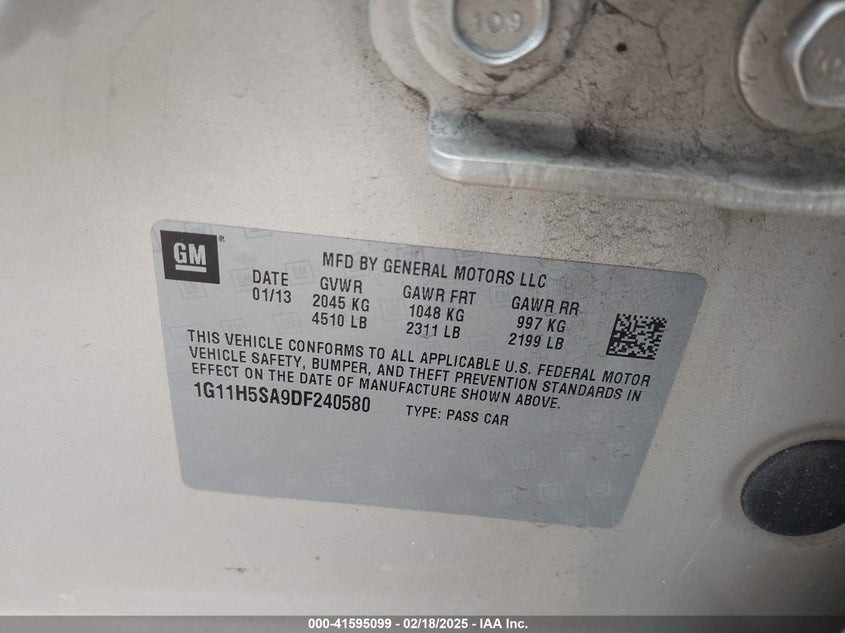 109
GM
®
MFD BY GENERAL MOTORS LLC
DATE GVWR GAWR FRT GAWR RR
01/13 2045 KG 1048 KG 997 KG
4510 LB 2311 LB 2199 LB
THIS VEHICLE CONFORMS TO ALL APPLICABLE U.S. FEDERAL MOTOR
VEHICLE SAFETY, BUMPER, AND THEFT PREVENTION STANDARDS IN
EFFECT ON THE DATE OF MANUFACTURE SHOWN ABOVE.
1G11H5SA9DF240580 TYPE: PASS CAR
000-41595099 - 02/18/2025 - IAA Inc.